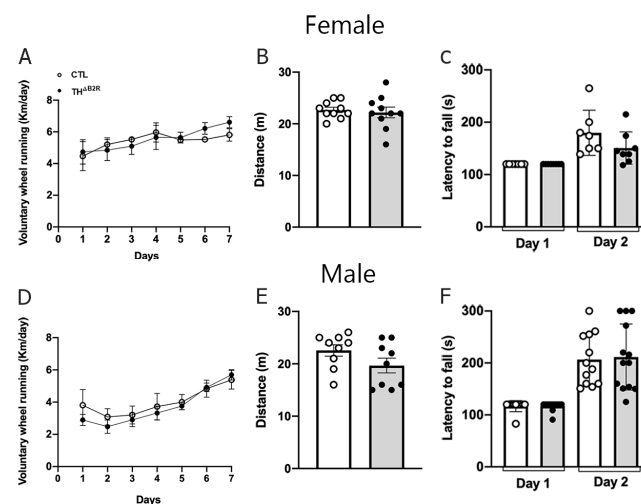 Female
A
CTL
THΔB2R
Voluntary wheel running (Km/day)
8
6
4
2
0
0 1 2 3 4 5 6 7
Days
B
Distance (m)
30
20
10
0
C
Latency to fall (s)
300
200
100
0
Day 1 Day 2
Male
D
Voluntary wheel running (Km/day)
8
6
4
2
0
0 1 2 3 4 5 6 7
Days
E
Distance (m)
30
20
10
0
F
Latency to fall (s)
300
200
100
0
Day 1 Day 2